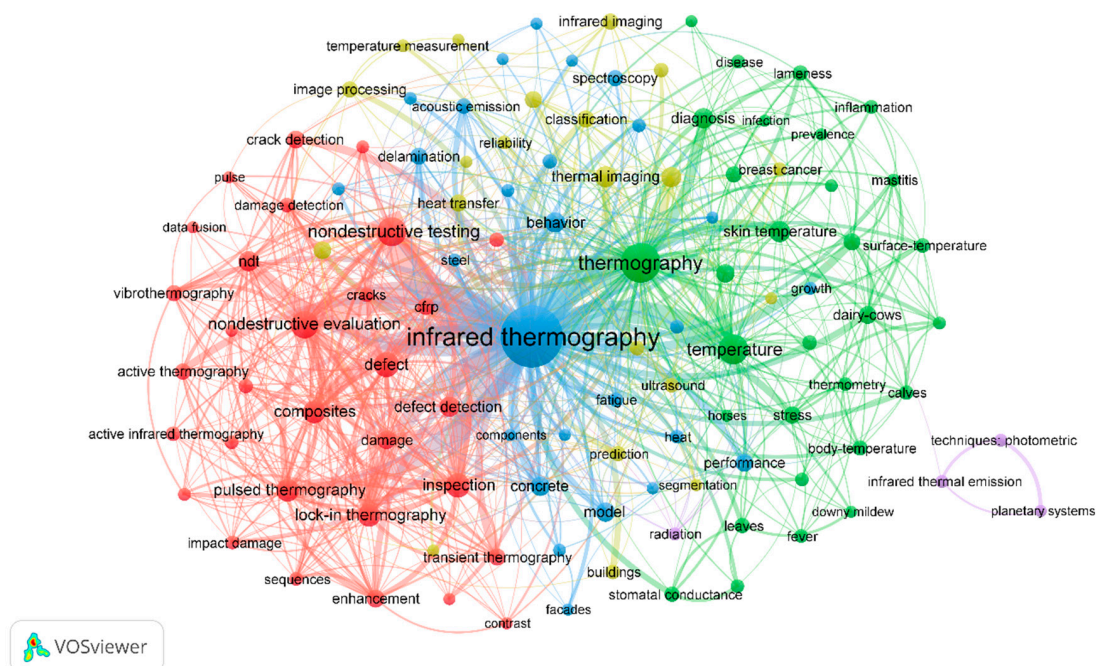 infrared imaging
temperature measurement
disease
lameness
spectroscopy
image processing
acoustic emission
inflammation
classification
diagnosis
infection
prevalence
crack detection
reliability
delamination
breast cancer
mastitis
pulse
thermal imaging
damage detection
heat transfer
behavior
data fusion
nondestructive testing
skin temperature
surface-temperature
steel
thermography
ndt
growth
vibrothermography
cracks
cfrp
dairy-cows
nondestructive evaluation
infrared thermography
temperature
defect
active thermography
ultrasound
thermometry
calves
fatigue
composites
defect detection
horses
stress
active infrared thermography
damage
components
heat
body-temperature
techniques: photometric
prediction
performance
pulsed thermography
inspection
concrete
segmentation
infrared thermal emission
lock-in thermography
model
downy mildew
planetary systems
radiation
leaves
fever
impact damage
transient thermography
sequences
buildings
enhancement
stomatal conductance
facades
contrast
VOSviewer